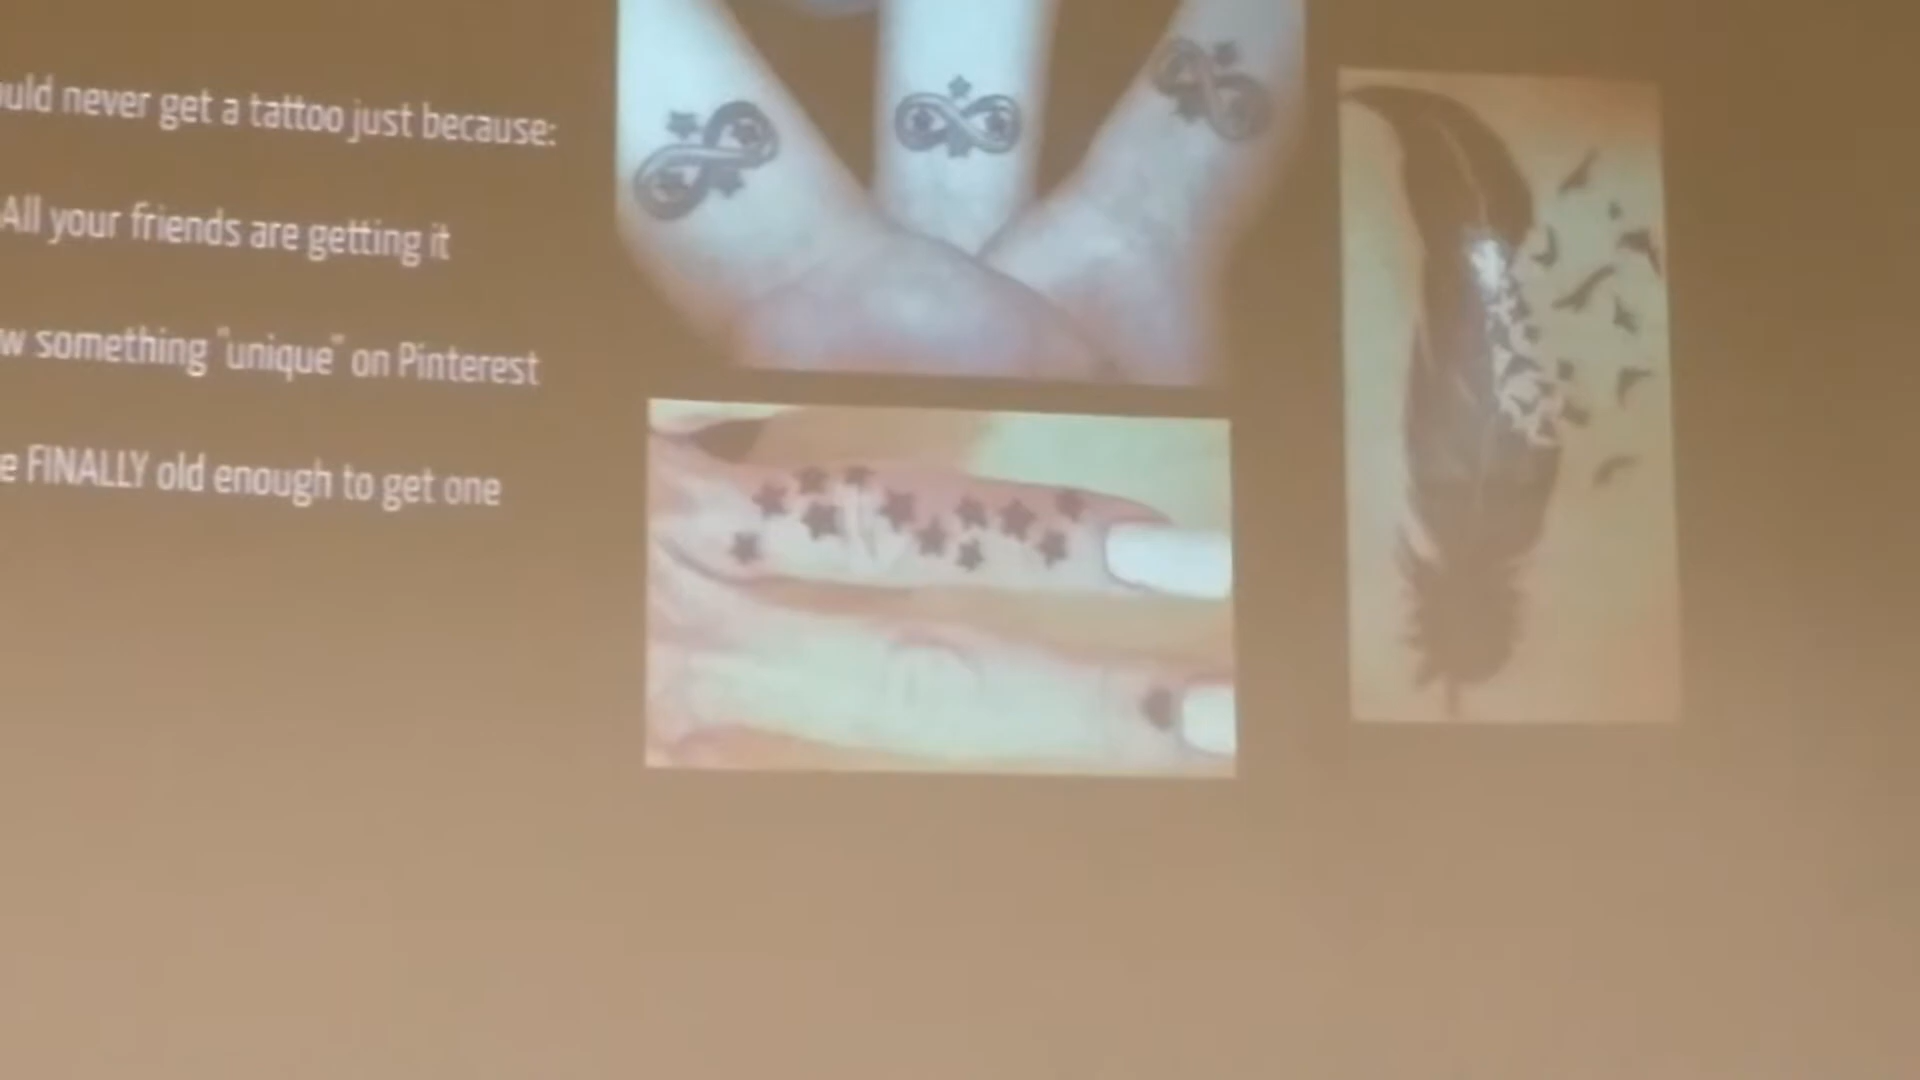 ould never get a tattoo just because:
All your friends are getting it
w something "unique" on Pinterest
e FINALLY old enough to get one